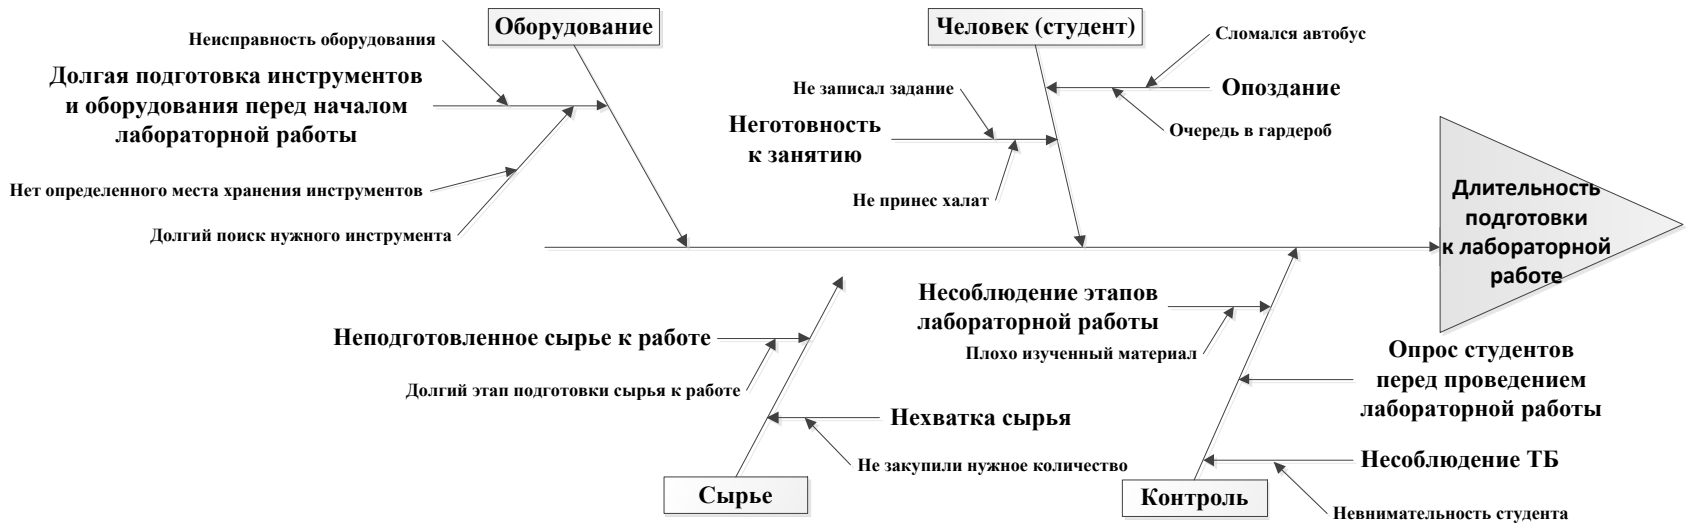 Оборудование
Человек (студент)
Неисправность оборудования
Сломался автобус
Долгая подготовка инструментов
и оборудования перед началом
лабораторной работы
Не записал задание
Опоздание
Неготовность
к занятию
Очередь в гардероб
Нет определенного места хранения инструментов
Не принес халат
Долгий поиск нужного инструмента
Длительность
подготовки
к лабораторной
работе
Несоблюдение этапов
лабораторной работы
Неподготовленное сырье к работе
Плохо изученный материал
Опрос студентов
перед проведением
лабораторной работы
Долгий этап подготовки сырья к работе
Нехватка сырья
Не закупили нужное количество
Несоблюдение ТБ
Сырье
Контроль
Невнимательность студента